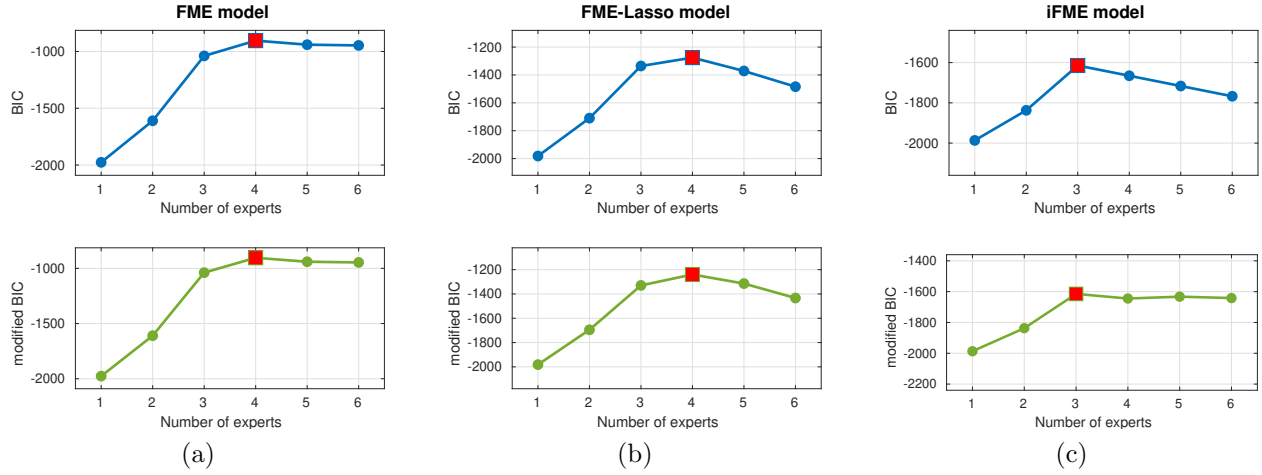 FME model
BIC
-1000
-1500
-2000
1 2 3 4 5 6
Number of experts
modified BIC
-1000
-1500
-2000
1 2 3 4 5 6
Number of experts
(a)
FME-Lasso model
BIC
-1200
-1400
-1600
-1800
-2000
1 2 3 4 5 6
Number of experts
modified BIC
-1200
-1400
-1600
-1800
-2000
1 2 3 4 5 6
Number of experts
(b)
iFME model
BIC
-1600
-1800
-2000
1 2 3 4 5 6
Number of experts
modified BIC
-1400
-1600
-1800
-2000
-2200
1 2 3 4 5 6
Number of experts
(c)